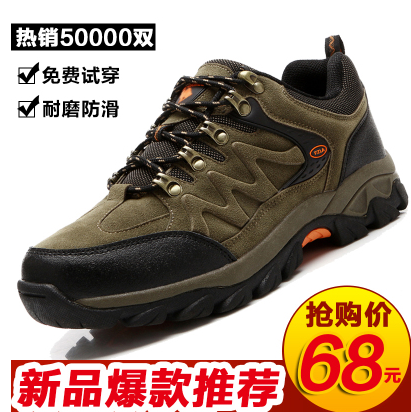 热销50000双
免费试穿
耐磨防滑
抢购价
68元
新品爆款推荐